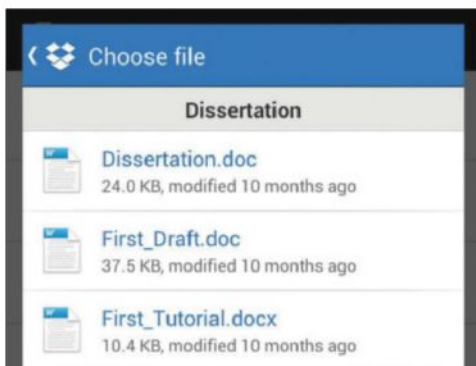 Choose file
Dissertation
Dissertation.doc
24.0 KB, modified 10 months ago
First_Draft.doc
37.5 KB, modified 10 months ago
First_Tutorial.docx
10.4 KB, modified 10 months ago